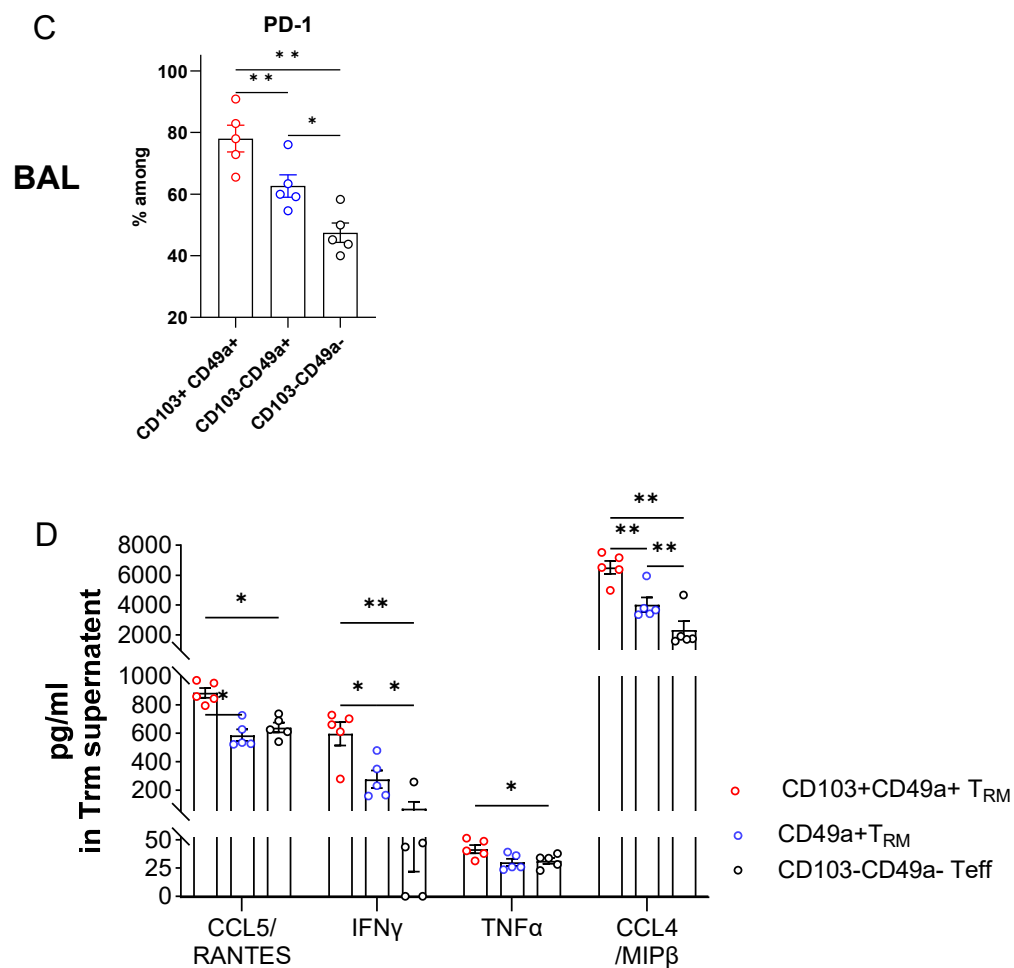 C
PD-1
* *
* *
*
100
80
60
40
20
% among
BAL
CD103+ CD49a+
CD103-CD49a+
CD103-CD49a-
D
8000
6000
4000
2000
1000
800
600
400
200
50
25
0
pg/ml
in Trm supernatent
*
*
**
*
*
*
**
**
**
CCL5/
RANTES
IFNγ
TNFα
CCL4
/MIPβ
CD103+CD49a+ TRM
CD49a+TRM
CD103-CD49a- Teff